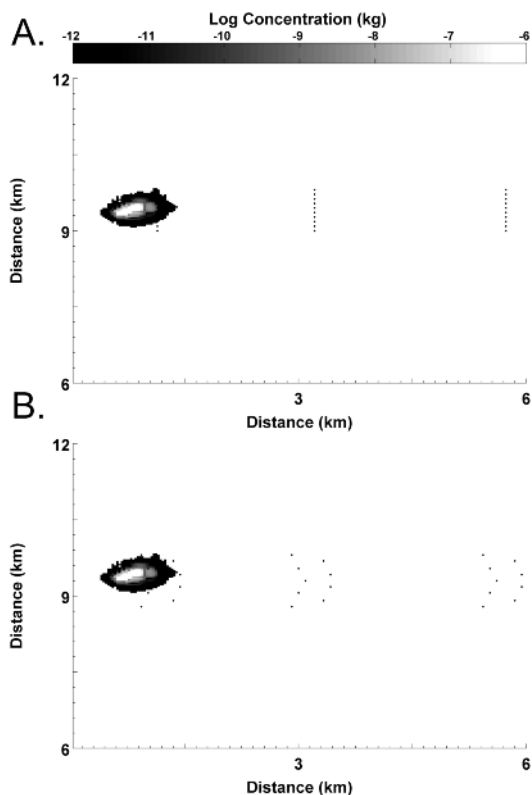 A.
Log Concentration (kg)
-12 -11 -10 -9 -8 -7 -6
12
9
6
Distance (km)
3 6
Distance (km)
B.
12
9
6
Distance (km)
3 6
Distance (km)